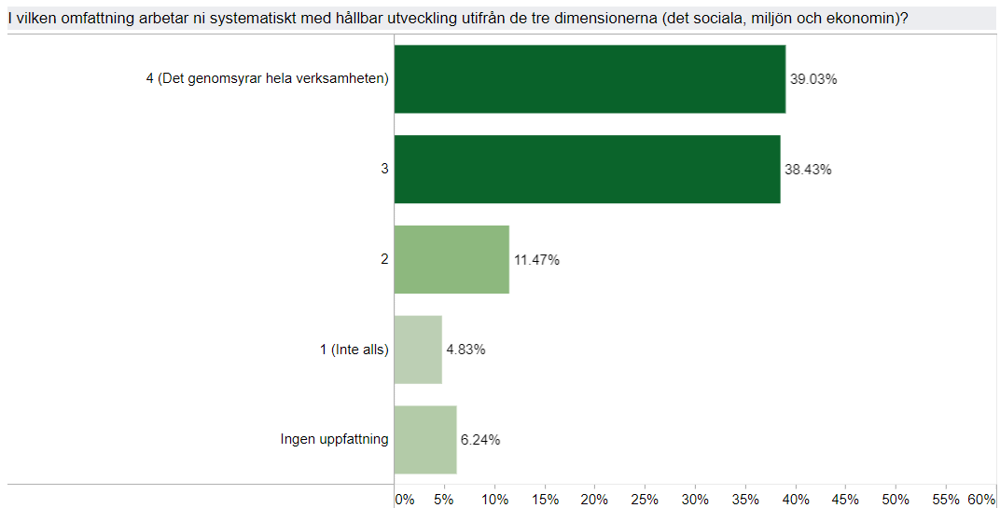 I vilken omfattning arbetar ni systematiskt med hållbar utveckling utifrån de tre dimensionerna (det sociala, miljön och ekonomin)?
4 (Det genomsyrar hela verksamheten) 39.03%
3 38.43%
2 11.47%
1 (Inte alls) 4.83%
Ingen uppfattning 6.24%
0% 5% 10% 15% 20% 25% 30% 35% 40% 45% 50% 55% 60%